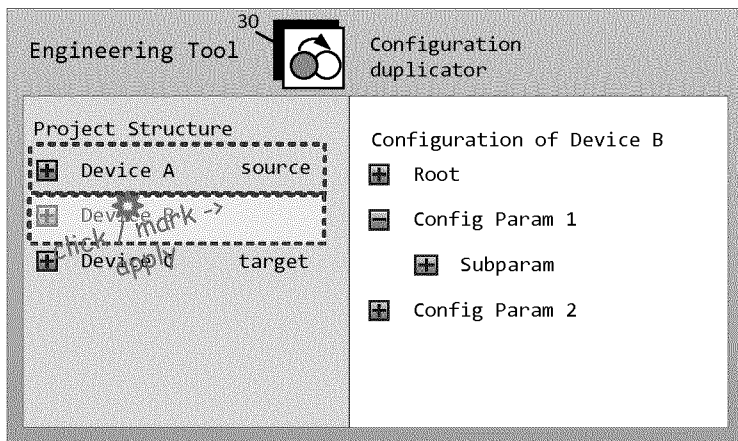 30
Engineering Tool
Configuration
duplicator
Project Structure
Device A source
Device B
click / mark ->
apply
Device C target
Configuration of Device B
Root
Config Param 1
Subparam
Config Param 2